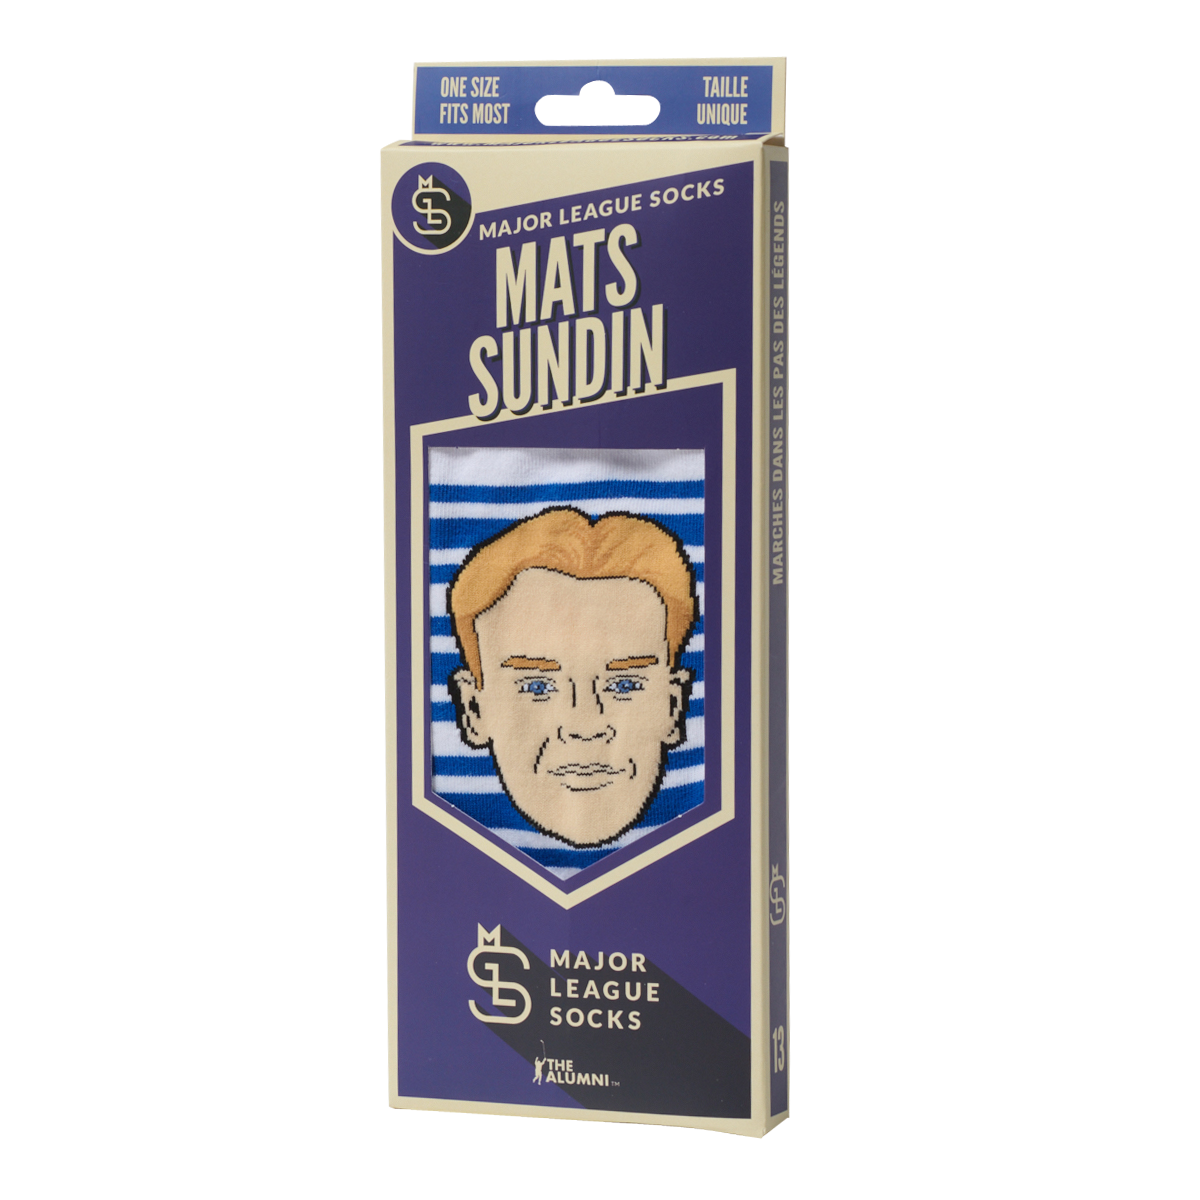 ONE SIZE
FITS MOST
TAILLE
UNIQUE
MAJOR LEAGUE SOCKS
MATS
SUNDIN
MAJOR
LEAGUE
SOCKS
THE
ALUMNI™
MARCHES DANS LES PAS DES LÉGENDS
13